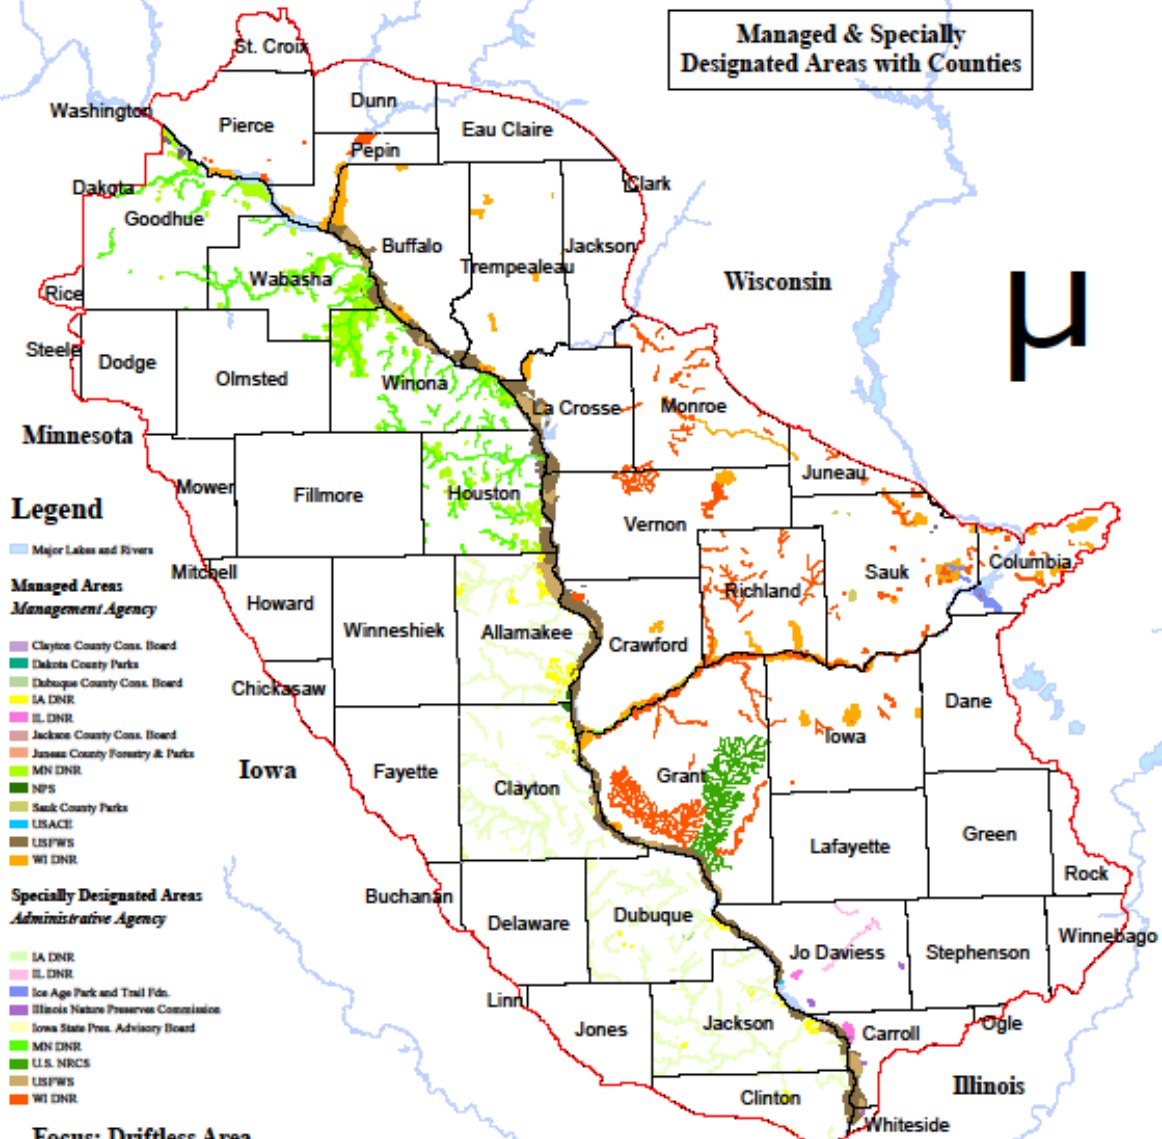 Managed & Specially
Designated Areas with Counties
St. Croix
Dunn
Washington
Pierce
Eau Claire
Pepin
Clark
Dakota
Goodhue
Buffalo
Jackson
Trempealeau
Wabasha
Wisconsin
Rice
µ
Steele
Dodge
Olmsted
Winona
La Crosse
Monroe
Minnesota
Juneau
Mower
Fillmore
Houston
Vernon
Legend
Major Lakes and Rivers
Mitchell
Howard
Richland
Sauk
Columbia
Managed Areas
Management Agency
Winneshiek
Allamakee
Crawford
Clayton County Cons. Board
Dakota County Parks
Dubuque County Cons. Board
IA DNR
IL DNR
Jackson County Cons. Board
Juneau County Forestry & Parks
MN DNR
NPS
Sauk County Parks
USACE
USFWS
WI DNR
Chickasaw
Dane
Iowa
Iowa
Fayette
Clayton
Grant
Lafayette
Green
Rock
Specially Designated Areas
Administrative Agency
Buchanan
Delaware
Dubuque
Jo Daviess
Stephenson
Winnebago
IA DNR
IL DNR
Ice Age Park and Trail Fdn.
Illinois Nature Preserves Commission
Iowa State Pres. Advisory Board
MN DNR
U.S. NRCS
USFWS
WI DNR
Linn
Jones
Jackson
Carroll
Ogle
Clinton
Illinois
Whiteside
Focus: Driftless Area